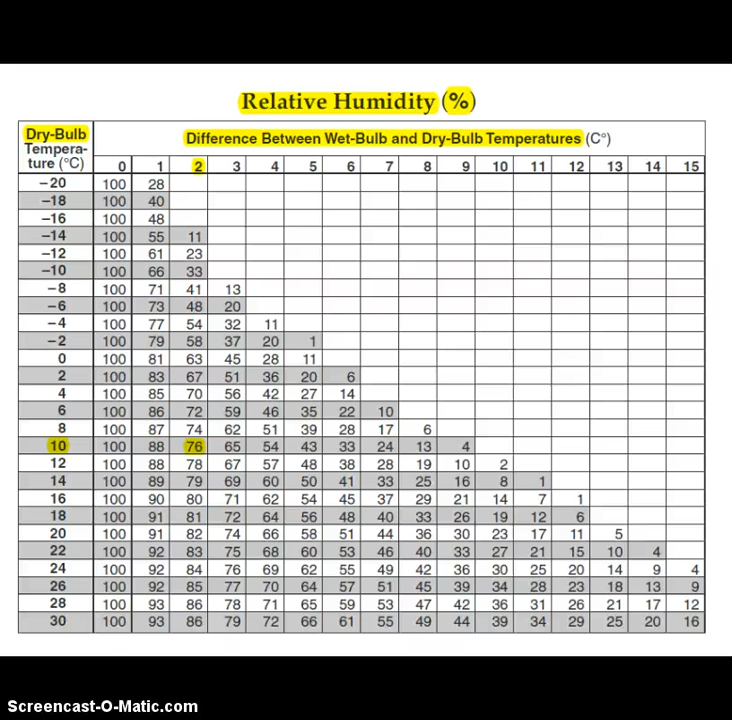 Relative Humidity (%)
Dry-Bulb
Tempera-
ture (°C)
Difference Between Wet-Bulb and Dry-Bulb Temperatures (C°)
0 1 2 3 4 5 6 7 8 9 10 11 12 13 14 15
−20 100 28
−18 100 40
−16 100 48
−14 100 55 11
−12 100 61 23
−10 100 66 33
−8 100 71 41 13
−6 100 73 48 20
−4 100 77 54 32 11
−2 100 79 58 37 20 1
0 100 81 63 45 28 11
2 100 83 67 51 36 20 6
4 100 85 70 56 42 27 14
6 100 86 72 59 46 35 22 10
8 100 87 74 62 51 39 28 17 6
10 100 88 76 65 54 43 33 24 13 4
12 100 88 78 67 57 48 38 28 19 10 2
14 100 89 79 69 60 50 41 33 25 16 8 1
16 100 90 80 71 62 54 45 37 29 21 14 7 1
18 100 91 81 72 64 56 48 40 33 26 19 12 6
20 100 91 82 74 66 58 51 44 36 30 23 17 11 5
22 100 92 83 75 68 60 53 46 40 33 27 21 15 10 4
24 100 92 84 76 69 62 55 49 42 36 30 25 20 14 9 4
26 100 92 85 77 70 64 57 51 45 39 34 28 23 18 13 9
28 100 93 86 78 71 65 59 53 47 42 36 31 26 21 17 12
30 100 93 86 79 72 66 61 55 49 44 39 34 29 25 20 16
Screencast-O-Matic.com